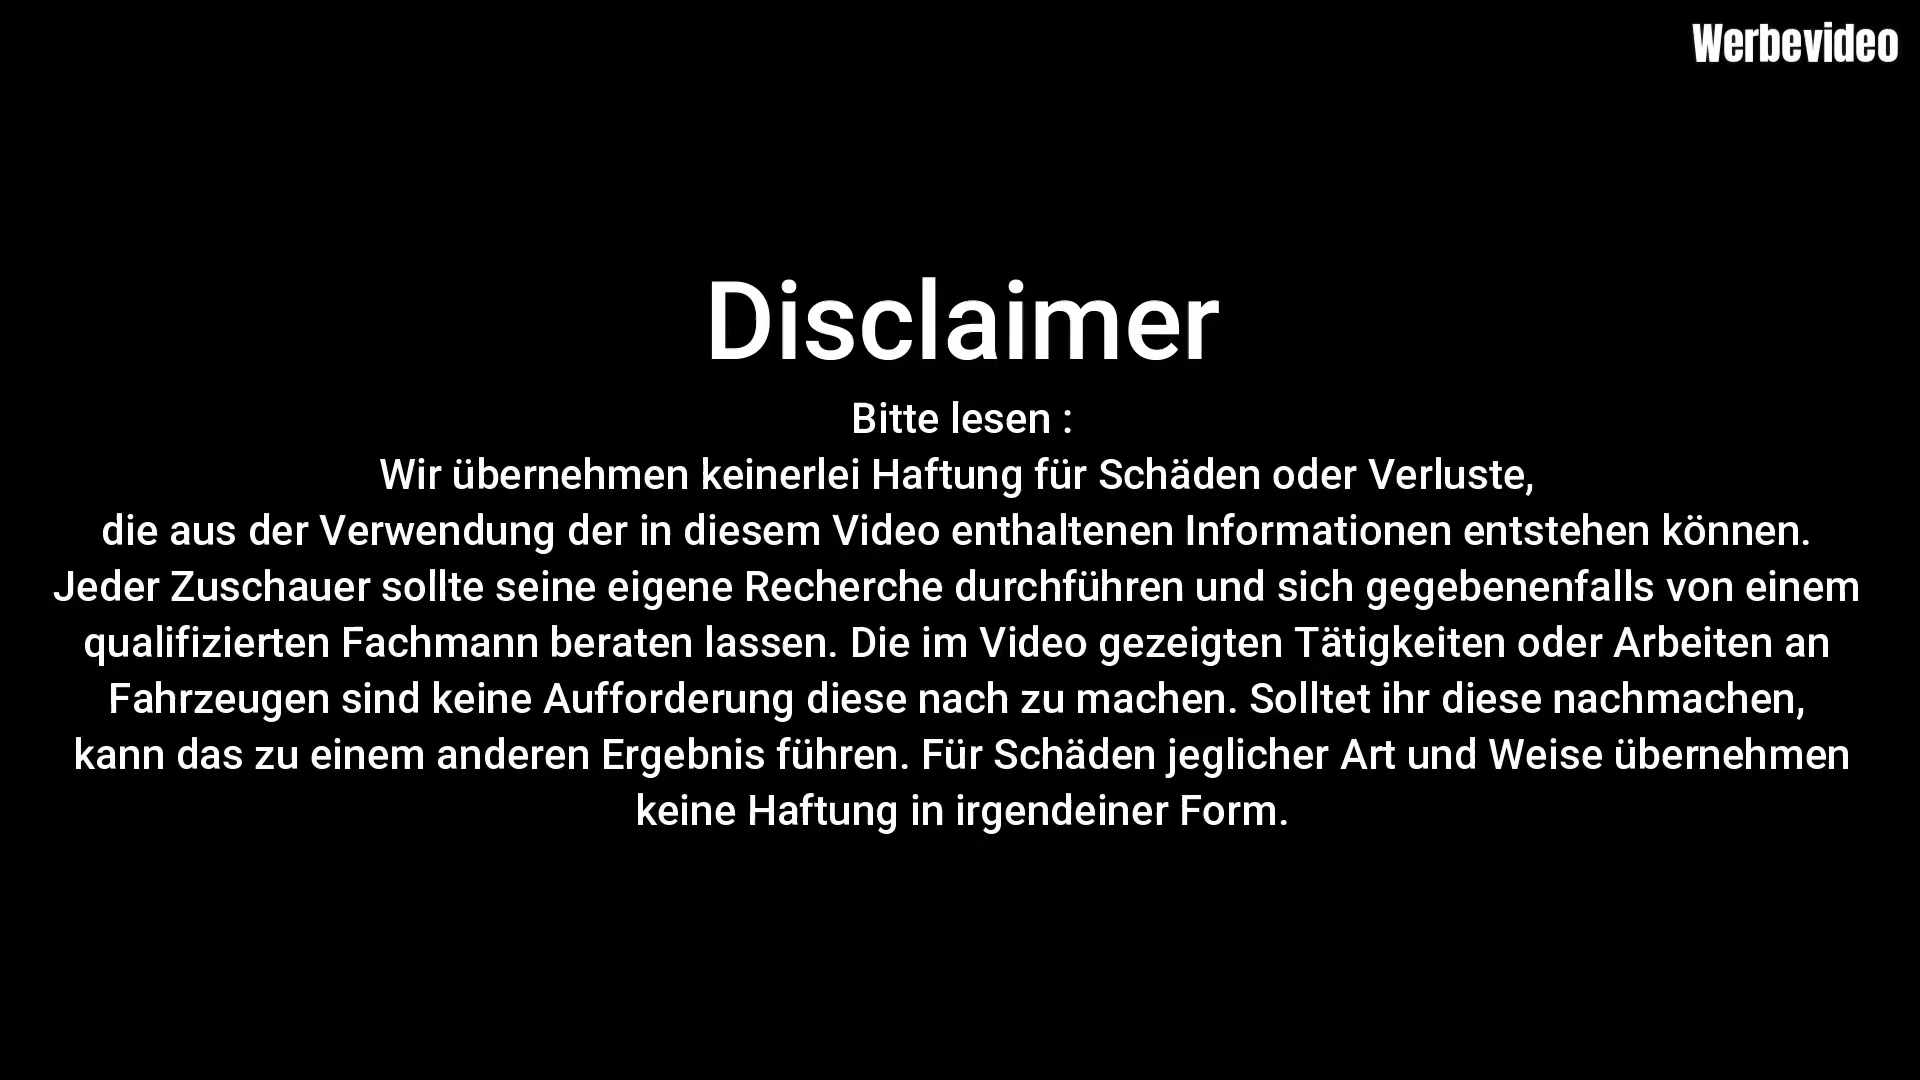 Werbevideo
Disclaimer
Bitte lesen :
Wir übernehmen keinerlei Haftung für Schäden oder Verluste,
die aus der Verwendung der in diesem Video enthaltenen Informationen entstehen können.
Jeder Zuschauer sollte seine eigene Recherche durchführen und sich gegebenenfalls von einem
qualifizierten Fachmann beraten lassen. Die im Video gezeigten Tätigkeiten oder Arbeiten an
Fahrzeugen sind keine Aufforderung diese nach zu machen. Solltet ihr diese nachmachen,
kann das zu einem anderen Ergebnis führen. Für Schäden jeglicher Art und Weise übernehmen
keine Haftung in irgendeiner Form.